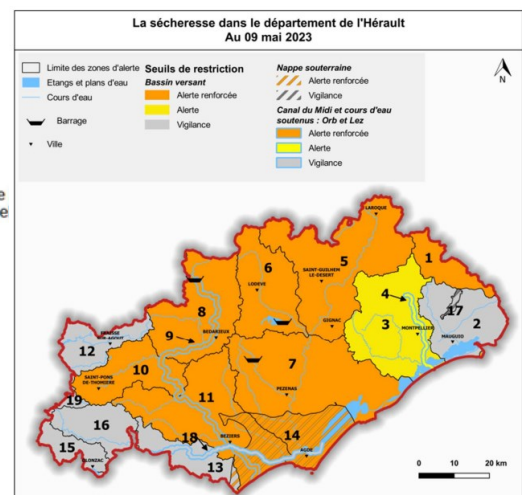 La sécheresse dans le département de l'Hérault
Au 09 mai 2023
Limite des zones d'alerte
Etangs et plans d'eau
Cours d'eau
Barrage
Ville
Seuils de restriction
Bassin versant
Alerte renforcée
Alerte
Vigilance
Nappe souterraine
Alerte renforcée
Vigilance
Canal du Midi et cours d'eau
soutenus : Orb et Lez
Alerte renforcée
Alerte
Vigilance
N
e
e
LAROQUE
1
5
6
SAINT-GUILHEM
LE-DESERT
LODEVE
4
17
8
2
GIGNAC
3
MONTPELLIER
MAUGUIO
9
BEDARIEUX
12
7
10
SAINT-PONS
DE-THOMIERE
PEZENAS
11
19
16
14
18
BEZIERS
15
13
AGDE
OLONZAC
0
10
20 km